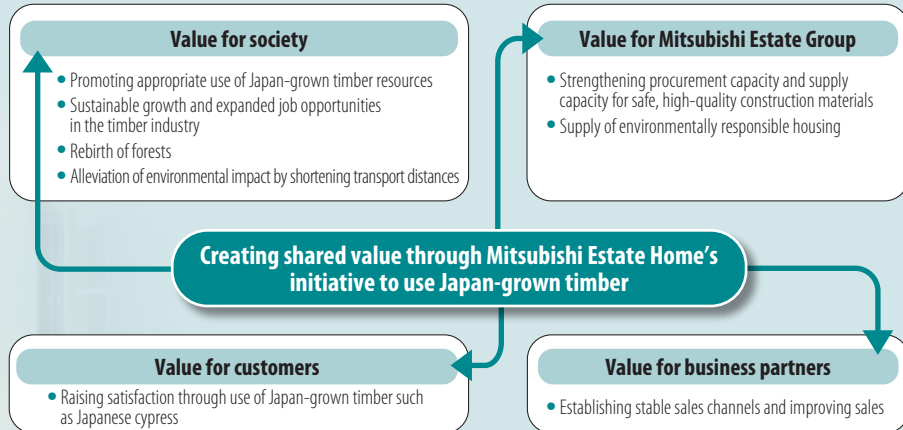 Value for society
• Promoting appropriate use of Japan-grown timber resources
• Sustainable growth and expanded job opportunities
in the timber industry
• Rebirth of forests
• Alleviation of environmental impact by shortening transport distances
Value for Mitsubishi Estate Group
• Strengthening procurement capacity and supply
capacity for safe, high-quality construction materials
• Supply of environmentally responsible housing
Creating shared value through Mitsubishi Estate Home’s
initiative to use Japan-grown timber
Value for customers
• Raising satisfaction through use of Japan-grown timber such
as Japanese cypress
Value for business partners
• Establishing stable sales channels and improving sales